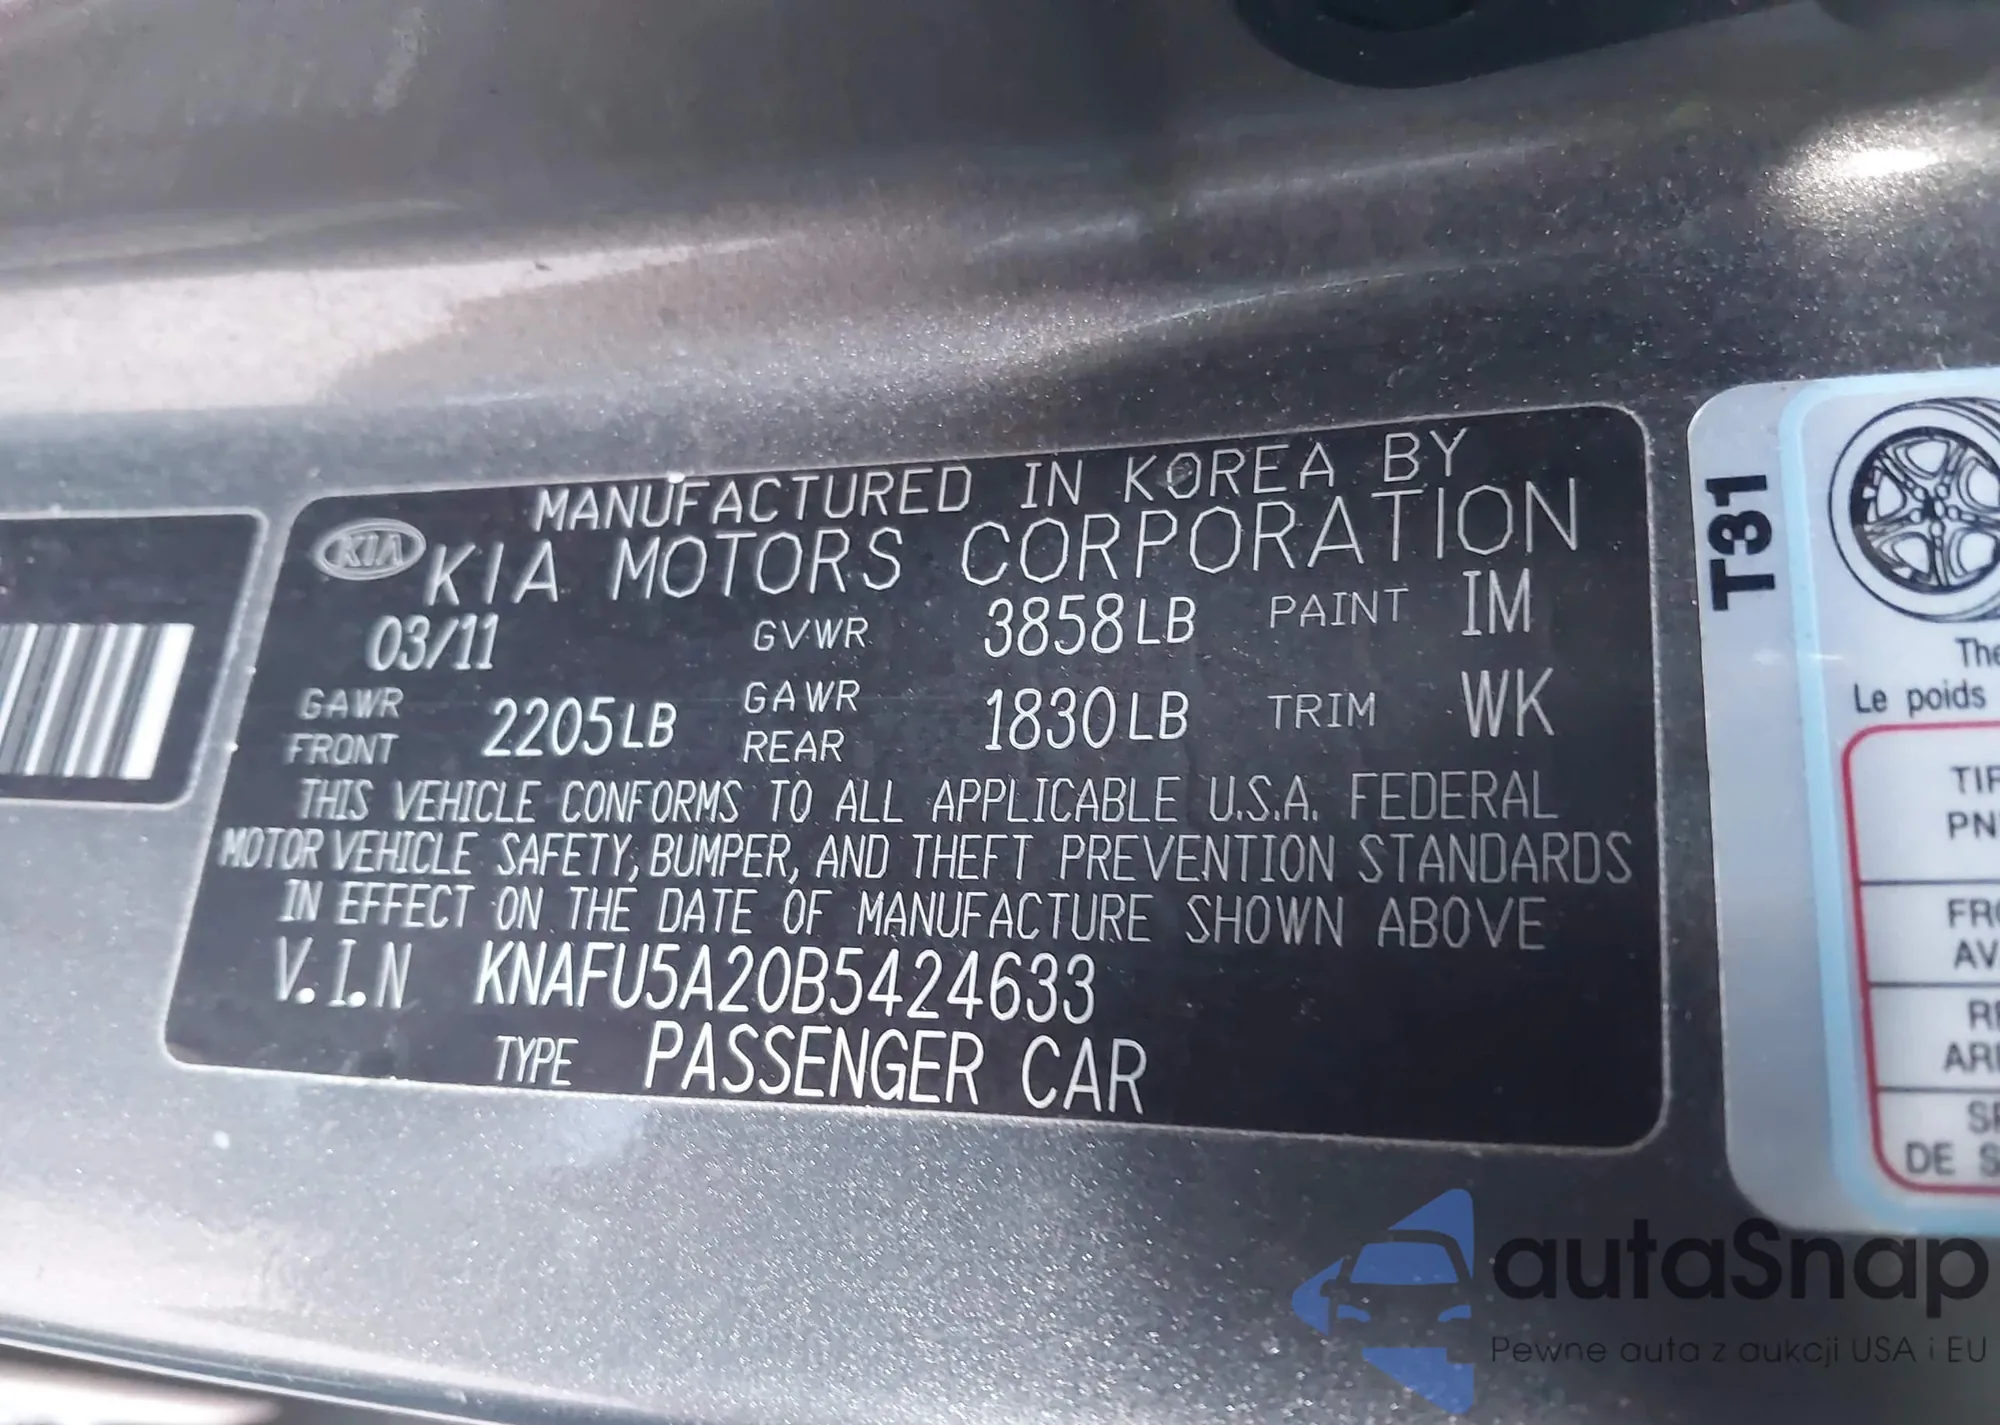 MANUFACTURED IN KOREA BY
KIA KIA MOTORS CORPORATION
03/11 GVWR 3858LB PAINT IM
GAWR FRONT 2205LB GAWR REAR 1830LB TRIM WK
THIS VEHICLE CONFORMS TO ALL APPLICABLE U.S.A. FEDERAL
MOTOR VEHICLE SAFETY, BUMPER, AND THEFT PREVENTION STANDARDS
IN EFFECT ON THE DATE OF MANUFACTURE SHOWN ABOVE
V.I.N KNAFU5A20B5424633
TYPE PASSENGER CAR
T31
The
Le poids
DE
autaSnap
Pewne auta z aukcji USA i EU